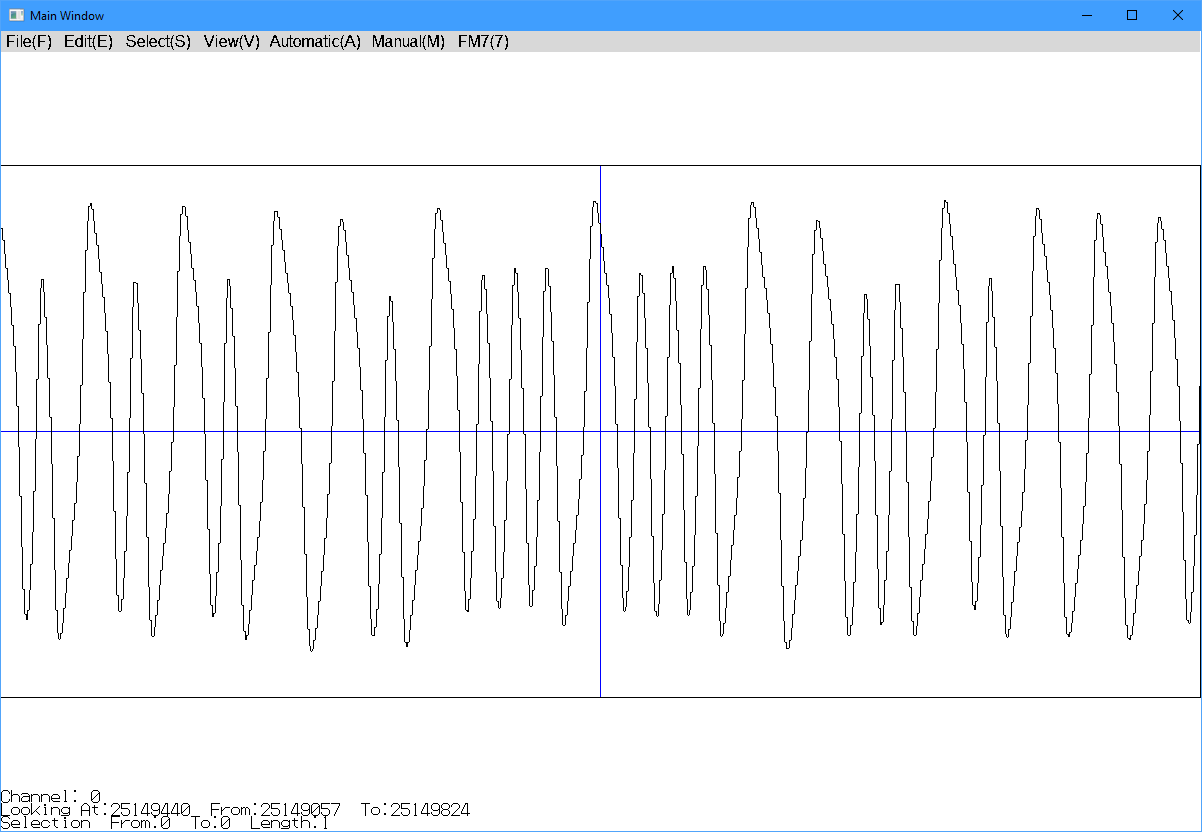 Main Window
File(F) Edit(E) Select(S) View(V) Automatic(A) Manual(M) FM7(7)
Channel: 0
Looking At:25149440 From:25149057 To:25149824
Selection From:0 To:0 Length:1